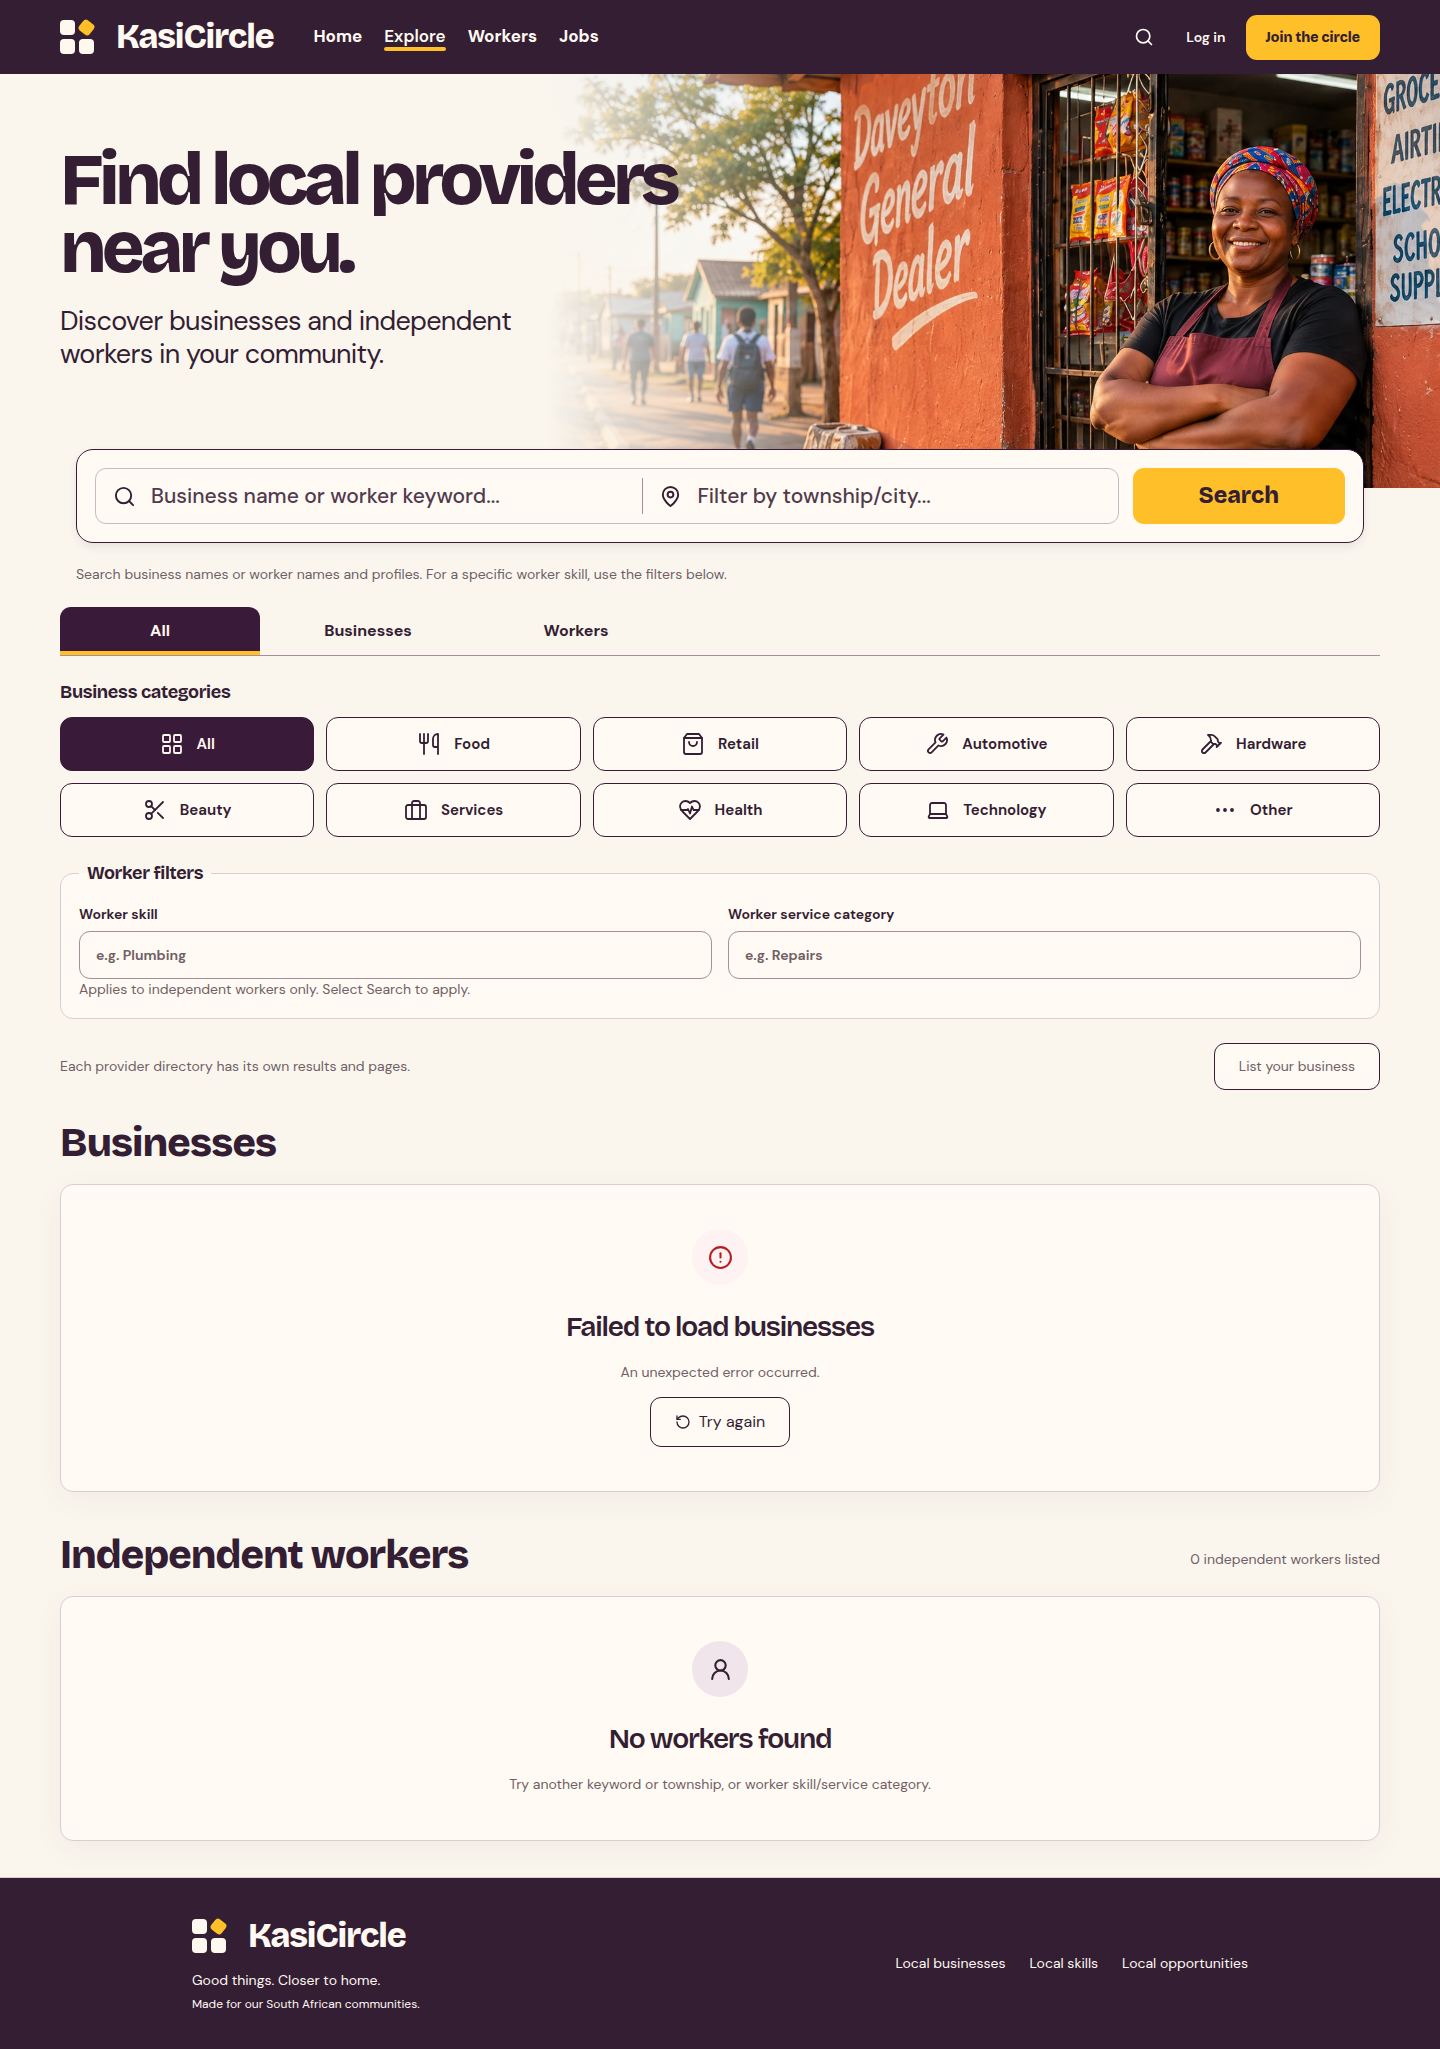 KasiCircle
Home Explore Workers Jobs
Log in
Join the circle
Find local providers
near you.
Discover businesses and independent
workers in your community.
Daveyton
General
Dealer
Business name or worker keyword...
Filter by township/city...
Search
Search business names or worker names and profiles. For a specific worker skill, use the filters below.
All
Businesses
Workers
Business categories
All
Food
Retail
Automotive
Hardware
Beauty
Services
Health
Technology
Other
Worker filters
Worker skill
Worker service category
e.g. Plumbing
e.g. Repairs
Applies to independent workers only. Select Search to apply.
Each provider directory has its own results and pages.
List your business
Businesses
Failed to load businesses
An unexpected error occurred.
Try again
Independent workers
0 independent workers listed
No workers found
Try another keyword or township, or worker skill/service category.
KasiCircle
Good things. Closer to home.
Made for our South African communities.
Local businesses
Local skills
Local opportunities